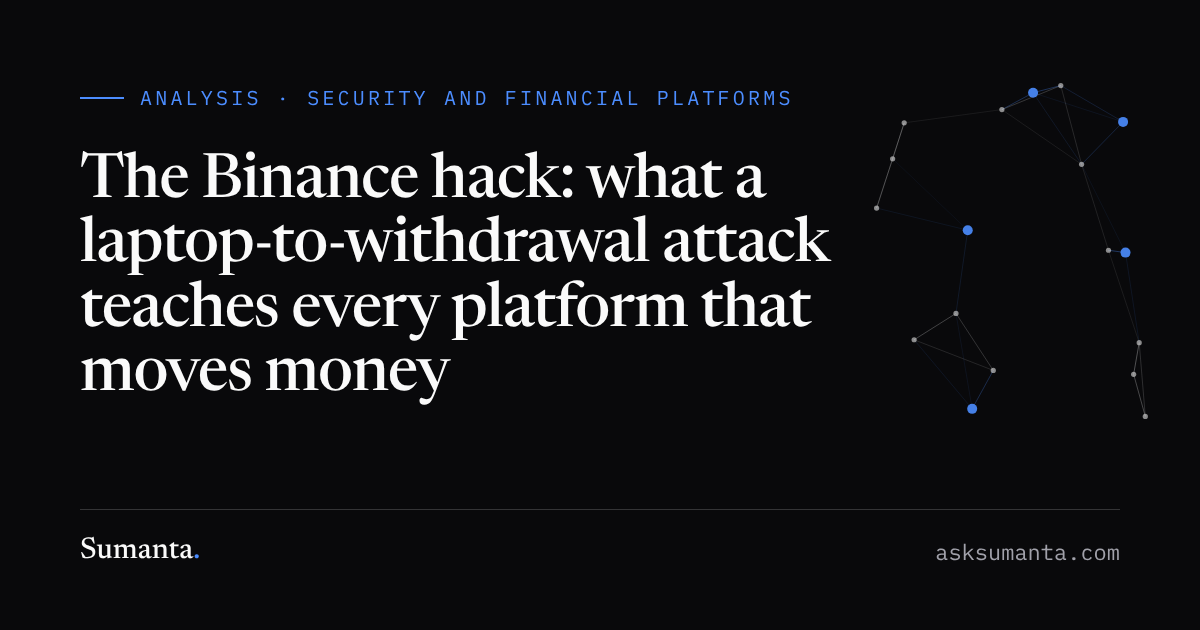 ANALYSIS · SECURITY AND FINANCIAL PLATFORMS
The Binance hack: what a
laptop-to-withdrawal attack
teaches every platform that
moves money
Sumanta.
asksumanta.com